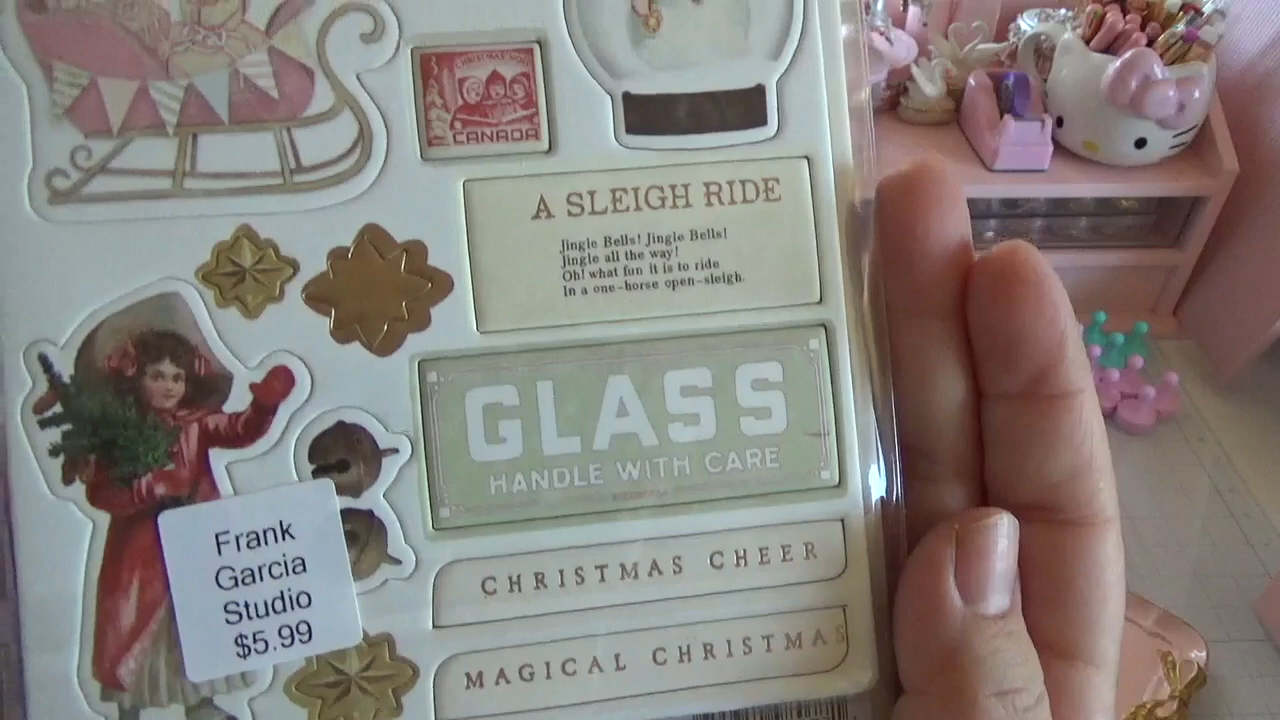 CANADA
A SLEIGH RIDE
Jingle Bells! Jingle Bells!
Jingle all the way!
Oh! what fun it is to ride
In a one-horse open-sleigh.
GLASS
HANDLE WITH CARE
CHRISTMAS CHEER
MAGICAL CHRISTMAS
Frank
Garcia
Studio
$5.99